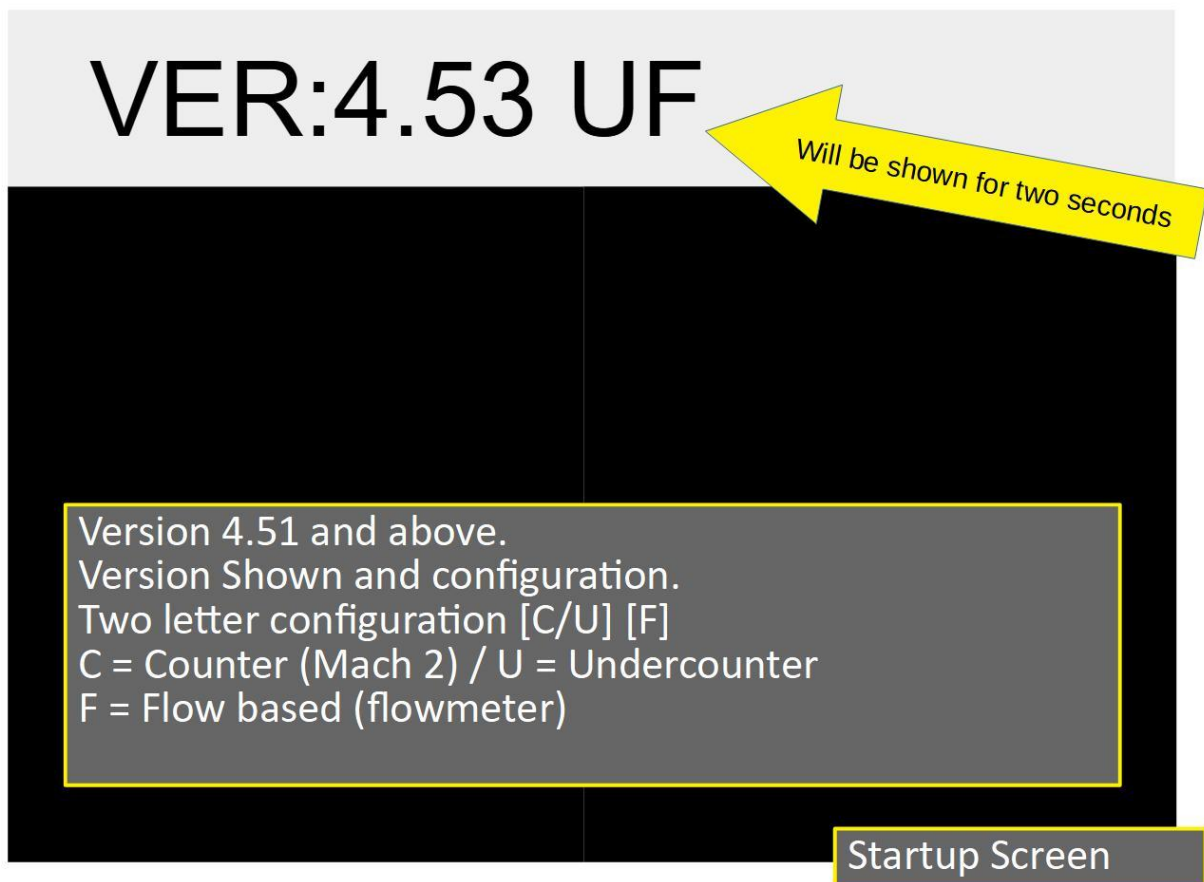 VER:4.53 UF
Will be shown for two seconds
Version 4.51 and above.
Version Shown and configuration.
Two letter configuration [C/U] [F]
C = Counter (Mach 2) / U = Undercounter
F = Flow based (flowmeter)
Startup Screen